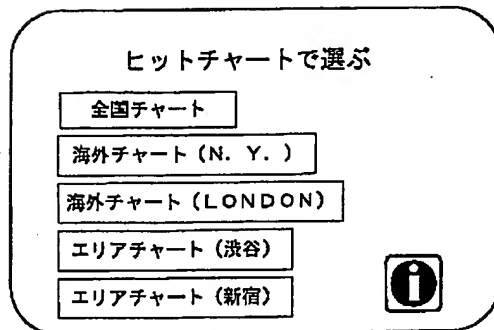 ヒットチャートで選ぶ
全国チャート
海外チャート (N. Y. )
海外チャート (LONDON)
エリアチャート (渋谷)
エリアチャート (新宿)
i